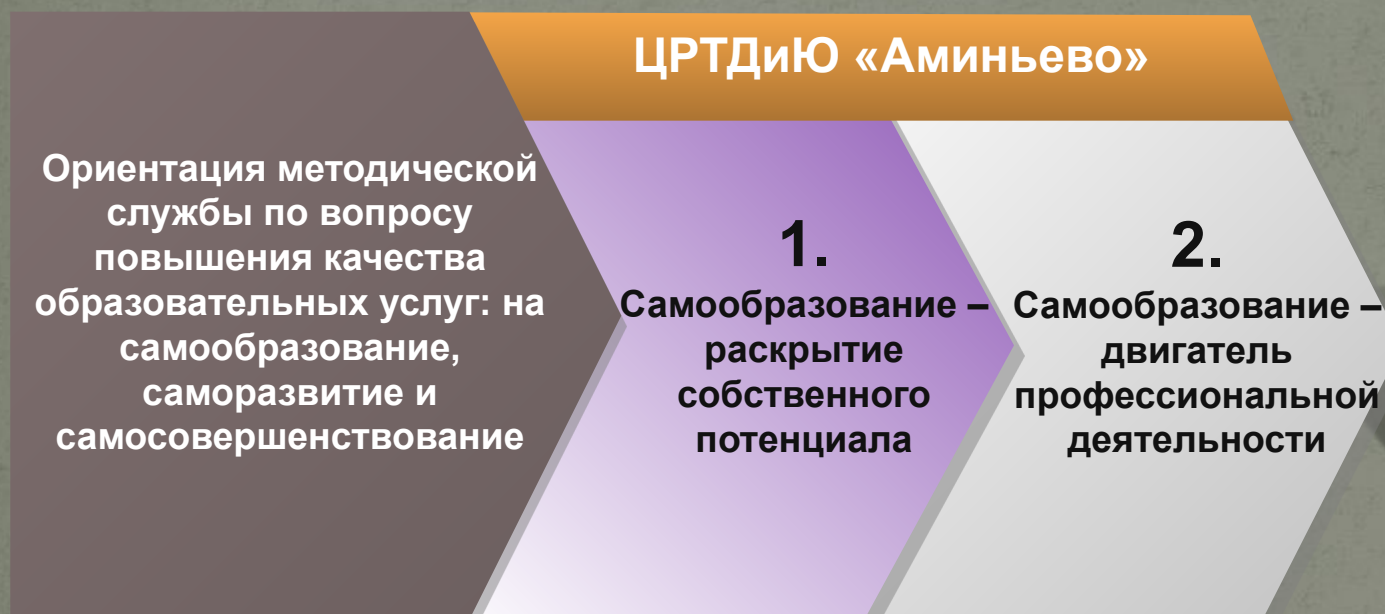 ЦРТДиЮ «Аминьево»
Ориентация методической
службы по вопросу
повышения качества
образовательных услуг: на
самообразование,
саморазвитие и
самосовершенствование
1.
Самообразование –
раскрытие
собственного
потенциала
2.
Самообразование –
двигатель
профессиональной
деятельности